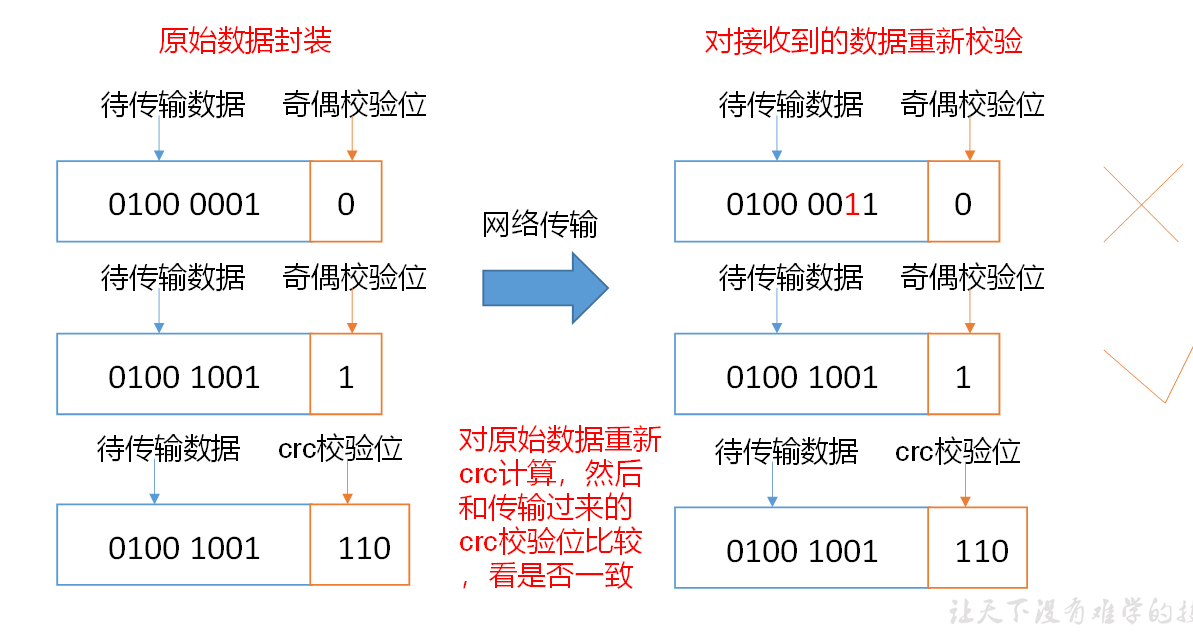 原始数据封装
对接收到的数据重新校验
待传输数据 奇偶校验位
待传输数据 奇偶校验位
0100 0001 0
0100 0011 0
网络传输
待传输数据 奇偶校验位
待传输数据 奇偶校验位
0100 1001 1
0100 1001 1
对原始数据重新
crc计算，然后
和传输过来的
crc校验位比较
，看是否一致
待传输数据 crc校验位
待传输数据 crc校验位
0100 1001 110
0100 1001 110
让天下没有难学的技